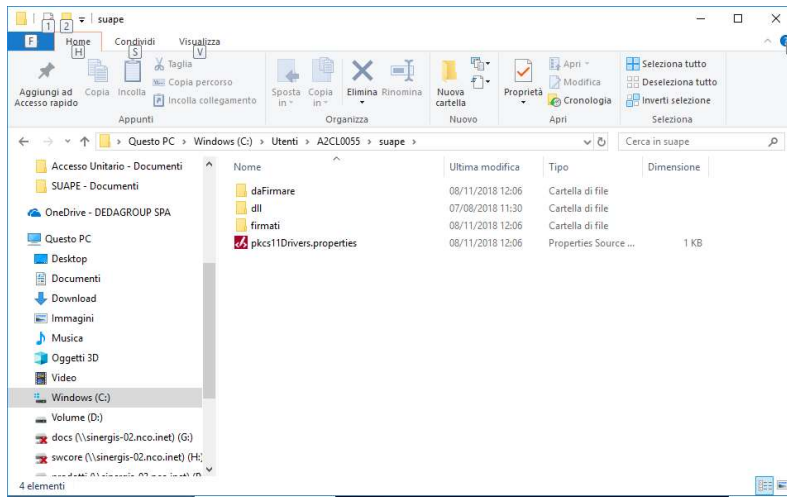 suape
1 2
F Home Condividi Visualizza
H S V
Aggiungi ad Accesso rapido
Copia
Incolla
Taglia
Copia percorso
Incolla collegamento
Sposta in
Copia in
Elimina
Rinomina
Nuova cartella
Proprietà
Apri
Modifica
Cronologia
Seleziona tutto
Deseleziona tutto
Inverti selezione
Appunti Organizza Nuovo Apri Seleziona
Questo PC > Windows (C:) > Utenti > A2CL0055 > suape >
Cerca in suape
Accesso Unitario - Documenti
SUAPE - Documenti
OneDrive - DEDAGROUP SPA
Questo PC
Desktop
Documenti
Download
Immagini
Musica
Oggetti 3D
Video
Windows (C:)
Volume (D:)
docs (\\sinergis-02.nco.inet) (G:)
swcore (\\sinergis-02.nco.inet) (H:)
Nome Ultima modifica Tipo Dimensione
daFirmare 08/11/2018 12:06 Cartella di file
dll 07/08/2018 11:30 Cartella di file
firmati 08/11/2018 12:06 Cartella di file
pkcs11Drivers.properties 08/11/2018 12:06 Properties Source ... 1 KB
4 elementi